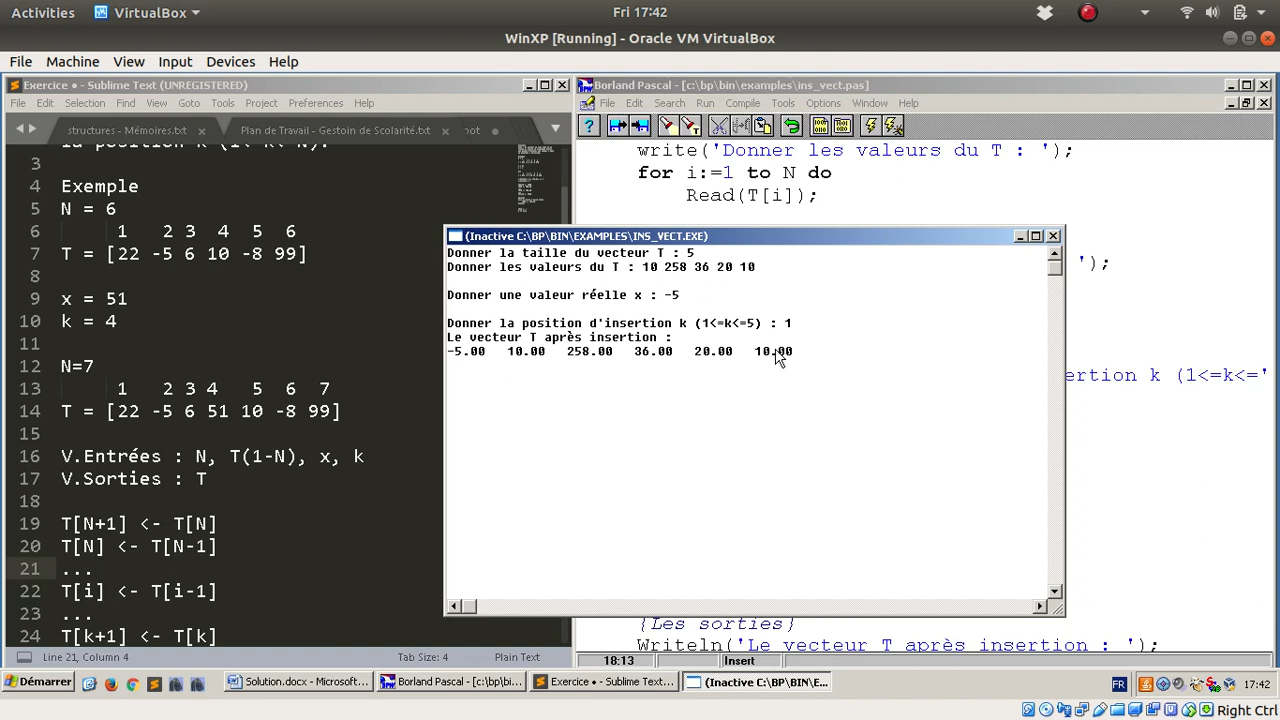 Activities VirtualBox Fri 17:42
WinXP [Running] - Oracle VM VirtualBox
File Machine View Input Devices Help
Exercice • - Sublime Text (UNREGISTERED)
File Edit Selection Find View Goto Tools Project Preferences Help
structures - Mémoires.txt Plan de Travail - Gestoin de Scolarité.txt
3
4 Exemple
5 N = 6
6 1 2 3 4 5 6
7 T = [22 -5 6 10 -8 99]
8
9 x = 51
10 k = 4
11
12 N=7
13 1 2 3 4 5 6 7
14 T = [22 -5 6 51 10 -8 99]
15
16 V.Entrées : N, T(1-N), x, k
17 V.Sorties : T
18
19 T[N+1] <- T[N]
20 T[N] <- T[N-1]
21 ...
22 T[i] <- T[i-1]
23 ...
24 T[k+1] <- T[k]
Line 21, Column 4 Tab Size: 4 Plain Text
Borland Pascal - [c:\bp\bin\examples\ins_vect.pas]
File Edit Search Run Compile Tools Options Window Help
write('Donner les valeurs du T : ');
for i:=1 to N do
Read(T[i]);
');
ertion k (1<=k<='
{Les sorties}
Writeln('Le vecteur T après insertion : ');
18:13 Insert
(Inactive C:\BP\BIN\EXAMPLES\INS_VECT.EXE)
Donner la taille du vecteur T : 5
Donner les valeurs du T : 10 258 36 20 10
Donner une valeur réelle x : -5
Donner la position d'insertion k (1<=k<=5) : 1
Le vecteur T après insertion :
-5.00 10.00 258.00 36.00 20.00 10.00
Démarrer Solution.docx - Microsoft... Borland Pascal - [c:\bp\bi... Exercice • - Sublime Text... (Inactive C:\BP\BIN\E... FR 17:42
Right Ctrl